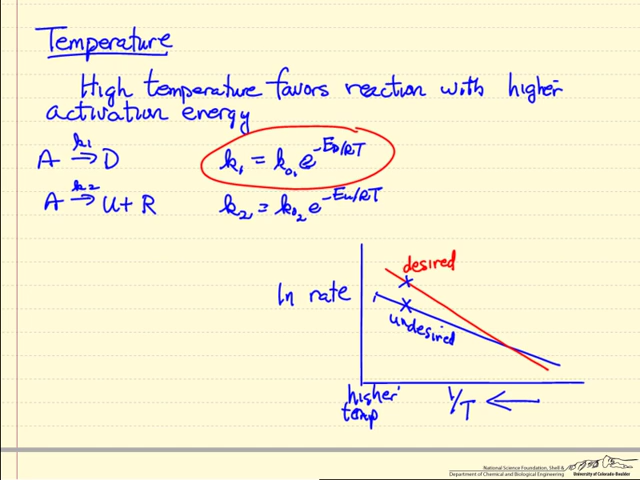 Temperature
High temperature favors reaction with higher
activation energy
A →k₁ D k₁ = k₀₁ e^-E_D/RT
A →k₂ U + R k₂ = k₀₂ e^-E_u/RT
desired
ln rate
undesired
higher
temp
1/T ←
National Science Foundation, Shell &
Department of Chemical and Biological Engineering
University of Colorado Boulder